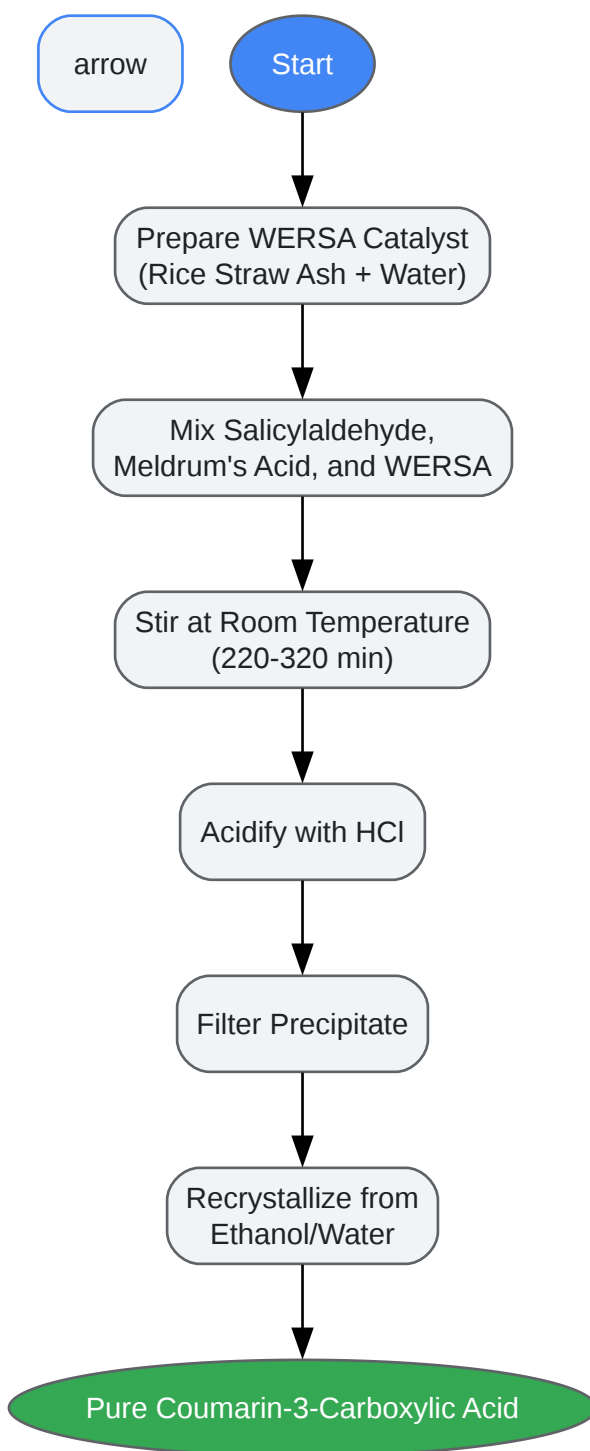 arrow
Start
Prepare WERSA Catalyst
(Rice Straw Ash + Water)
Mix Salicylaldehyde,
Meldrum's Acid, and WERSA
Stir at Room Temperature
(220-320 min)
Acidify with HCl
Filter Precipitate
Recrystallize from
Ethanol/Water
Pure Coumarin-3-Carboxylic Acid